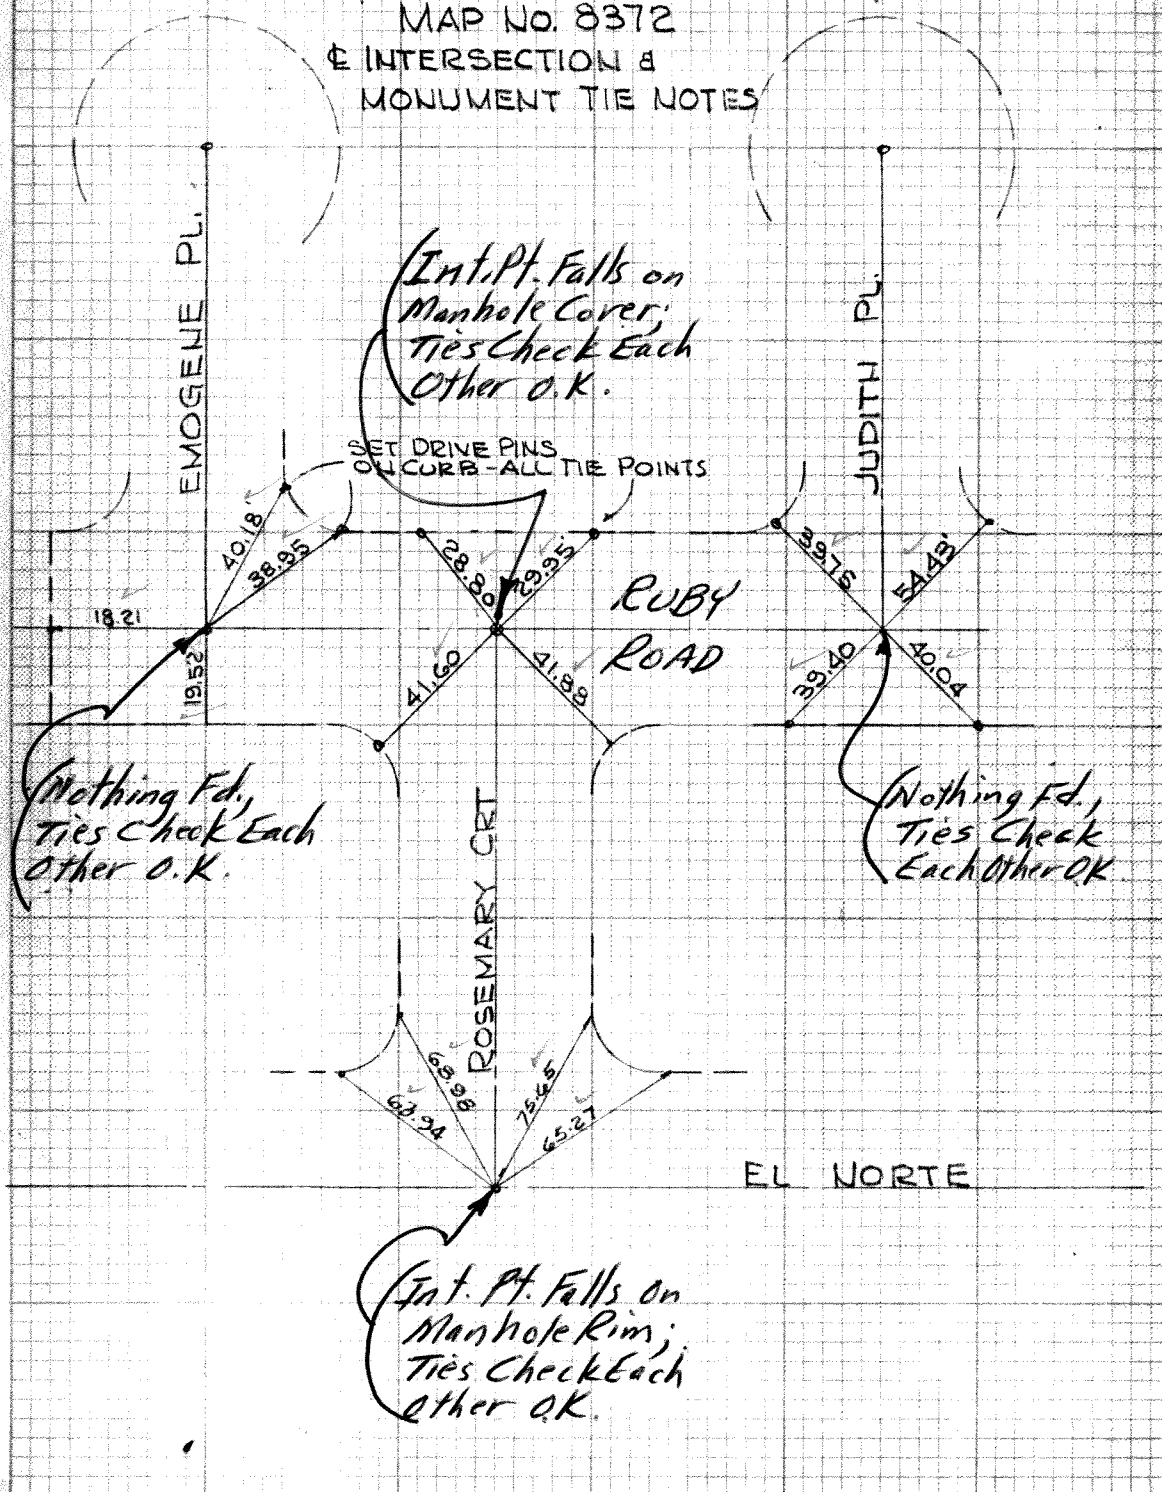 MAP NO. 8372
℄ INTERSECTION &
MONUMENT TIE NOTES
EMOGENE PL.
JUDITH PL.
Int. Pt. Falls on
Manhole Cover;
Ties Check Each
Other O.K.
SET DRIVE PINS
ON CURB-ALL TIE POINTS
40.18'
38.95
28.80
29.95'
39.75
54.43'
18.21
RUBY
ROAD
19.52
41.60
41.88
39.40
40.04
Nothing Fd.,
Ties Check Each
Other O.K.
Nothing Fd.,
Ties Check
Each Other OK
ROSEMARY CRT
68.98
75.65
65.27
EL NORTE
Int. Pt. Falls On
Manhole Rim;
Ties Check Each
Other OK.